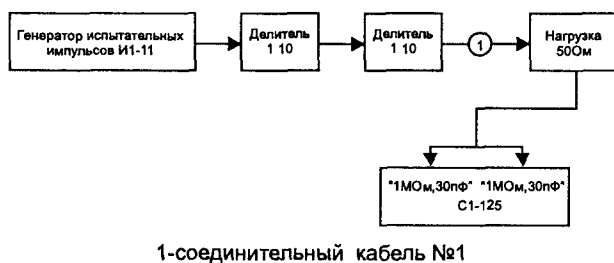 Генератор испытательных
импульсов И1-11
Делитель
1 10
Делитель
1 10
1
Нагрузка
50Ом
"1МОм,30пФ" "1МОм,30пФ"
С1-125
1-соединительный кабель №1